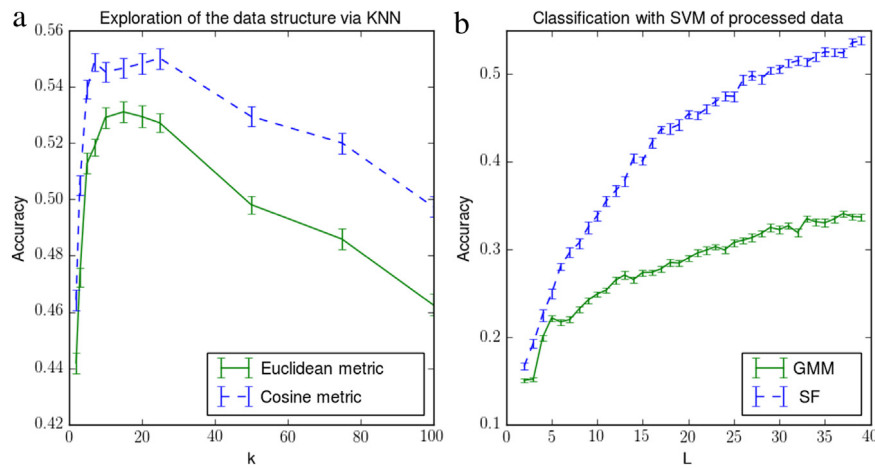 a
Exploration of the data structure via KNN
0.56
0.54
0.52
0.50
0.48
0.46
0.44
0.42
Accuracy
0
20
40
60
80
100
k
Euclidean metric
Cosine metric
b
Classification with SVM of processed data
0.5
0.4
0.3
0.2
0.1
Accuracy
0
5
10
15
20
25
30
35
40
L
GMM
SF